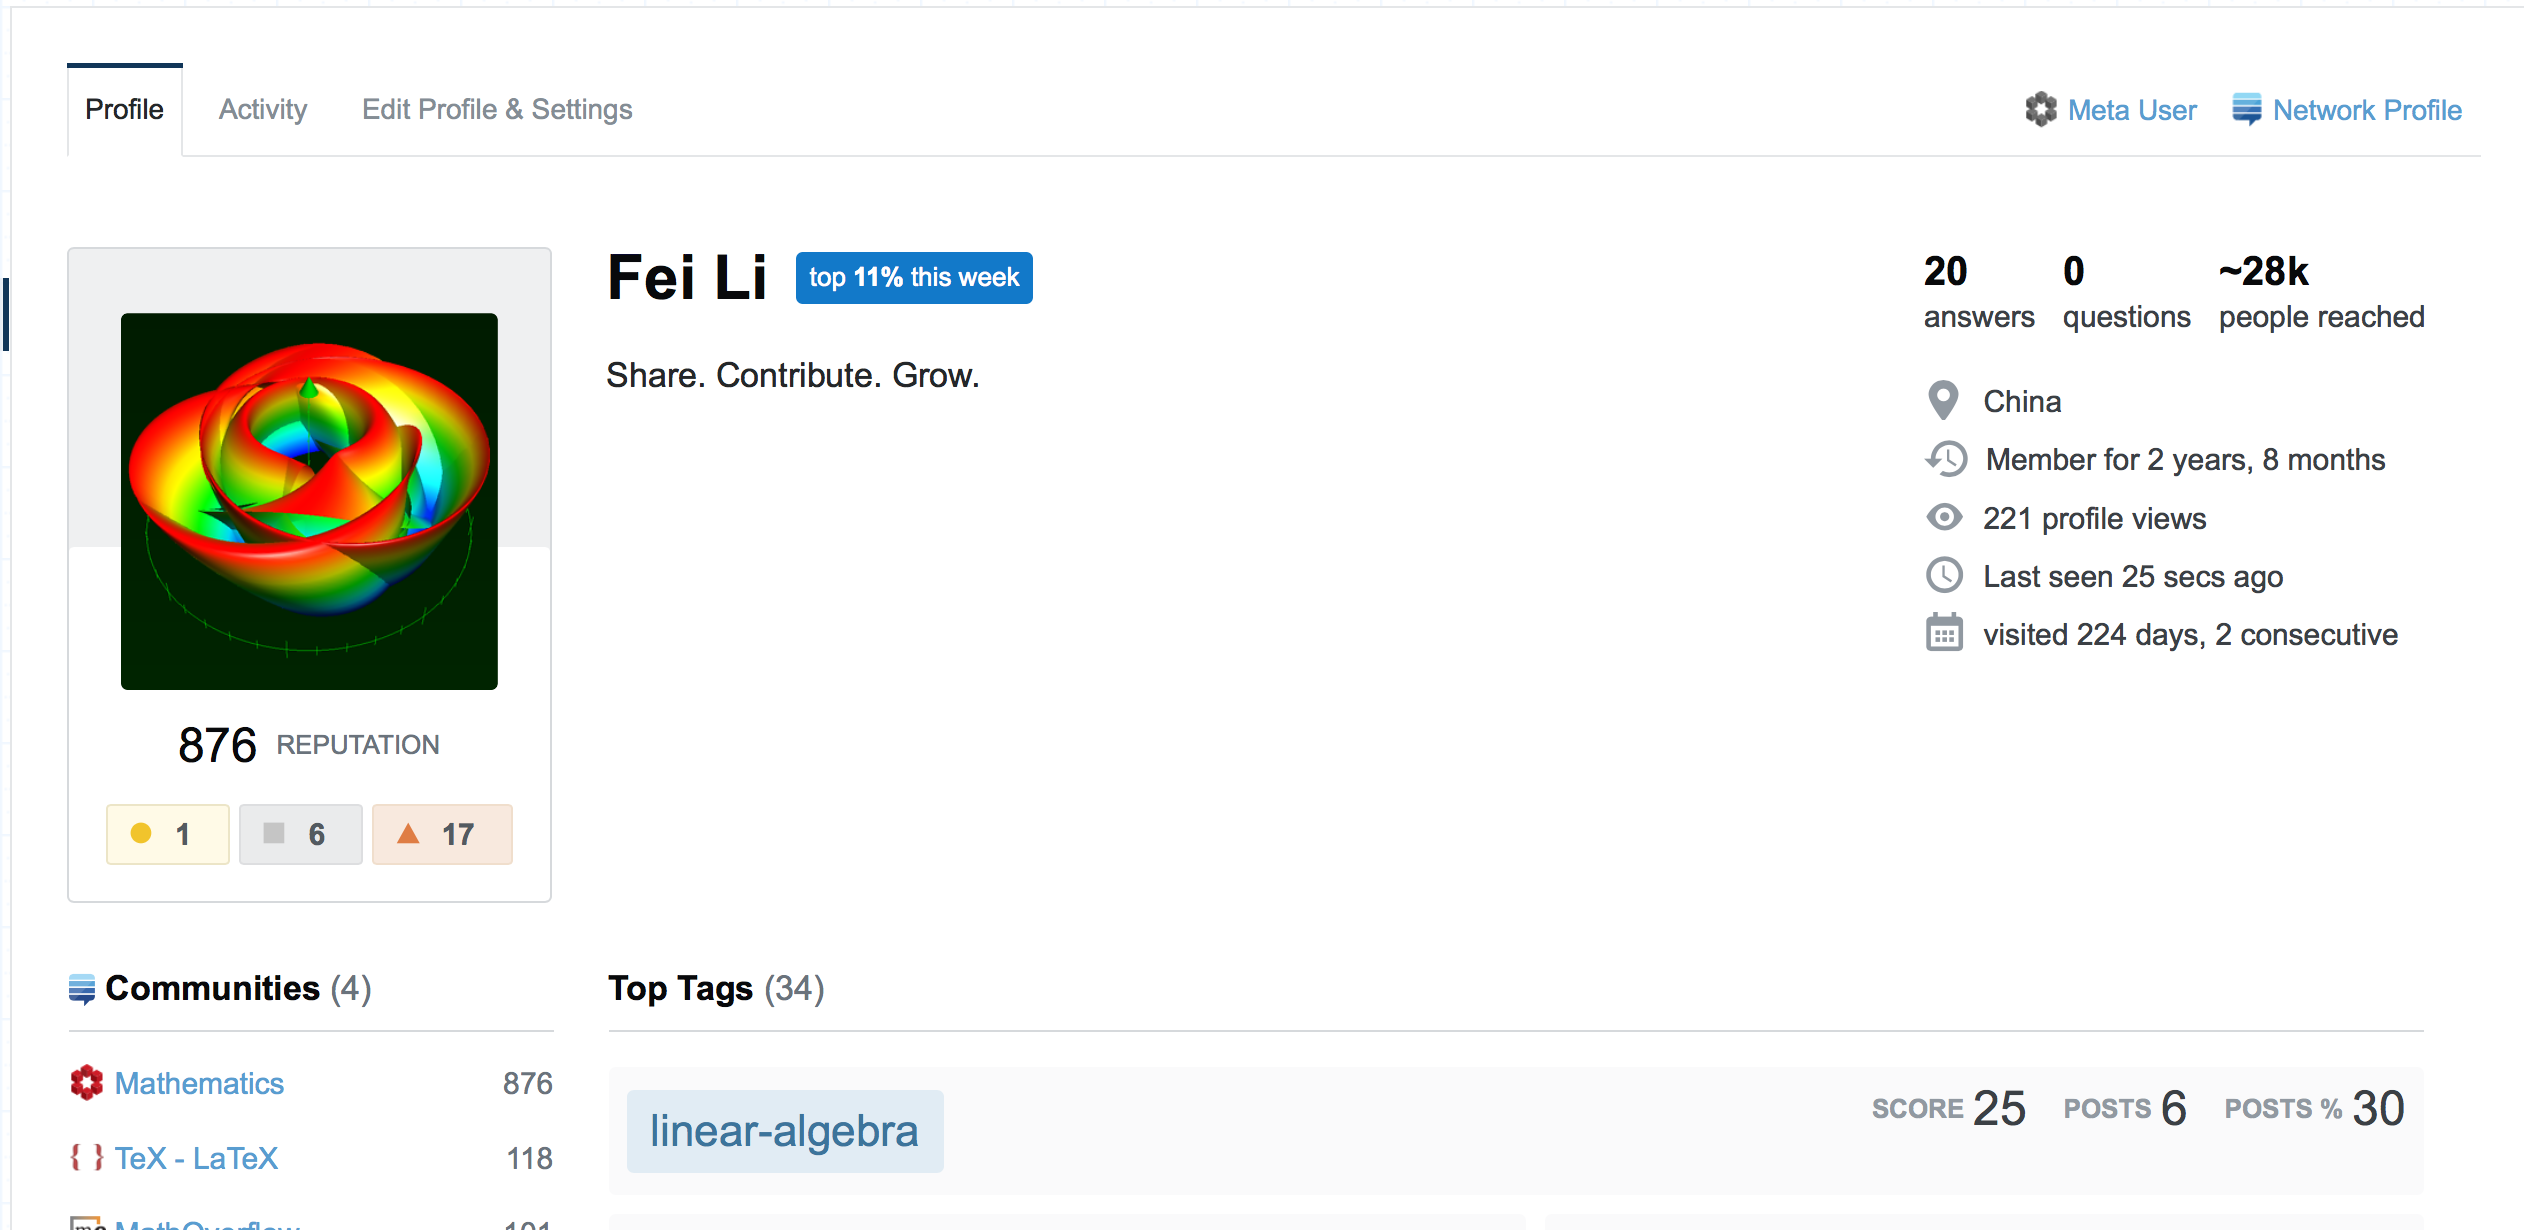 Profile Activity Edit Profile & Settings Meta User Network Profile
Fei Li top 11% this week
Share. Contribute. Grow.
20 0 ~28k
answers questions people reached
China
Member for 2 years, 8 months
221 profile views
Last seen 25 secs ago
visited 224 days, 2 consecutive
876 REPUTATION
1 6 17
Communities (4)
Mathematics 876
{ } TeX - LaTeX 118
MathOverflow 101
Top Tags (34)
linear-algebra SCORE 25 POSTS 6 POSTS % 30